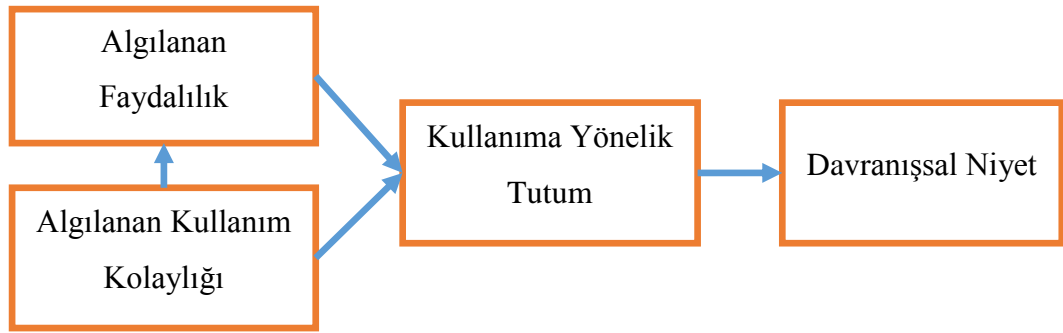 Algılanan
Faydalılık
Algılanan Kullanım
Kolaylığı
Kullanıma Yönelik
Tutum
Davranışsal Niyet